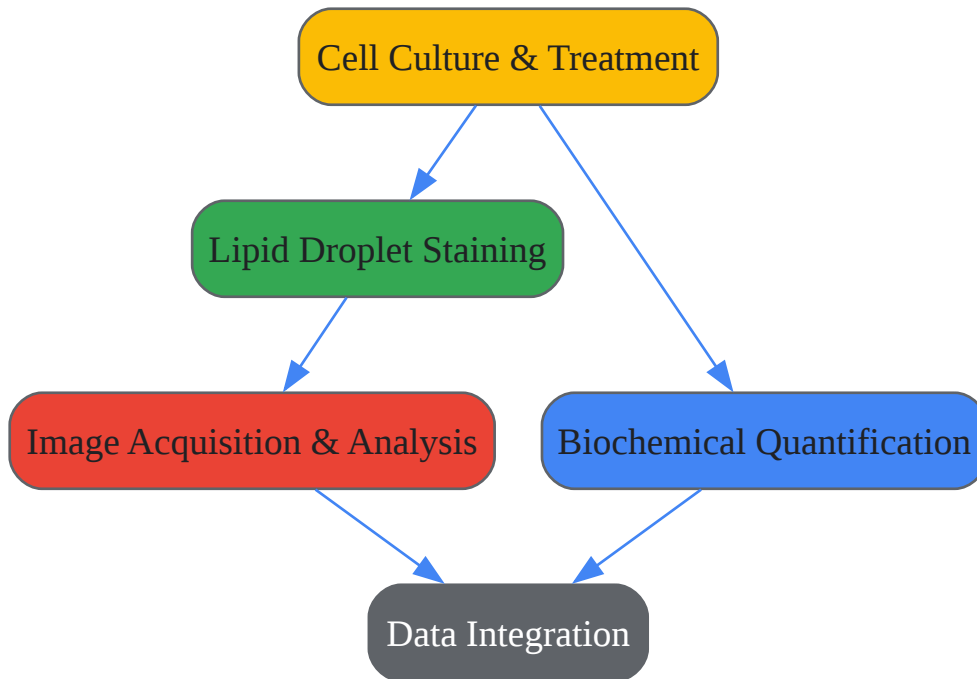 Cell Culture & Treatment
Lipid Droplet Staining
Image Acquisition & Analysis
Biochemical Quantification
Data Integration